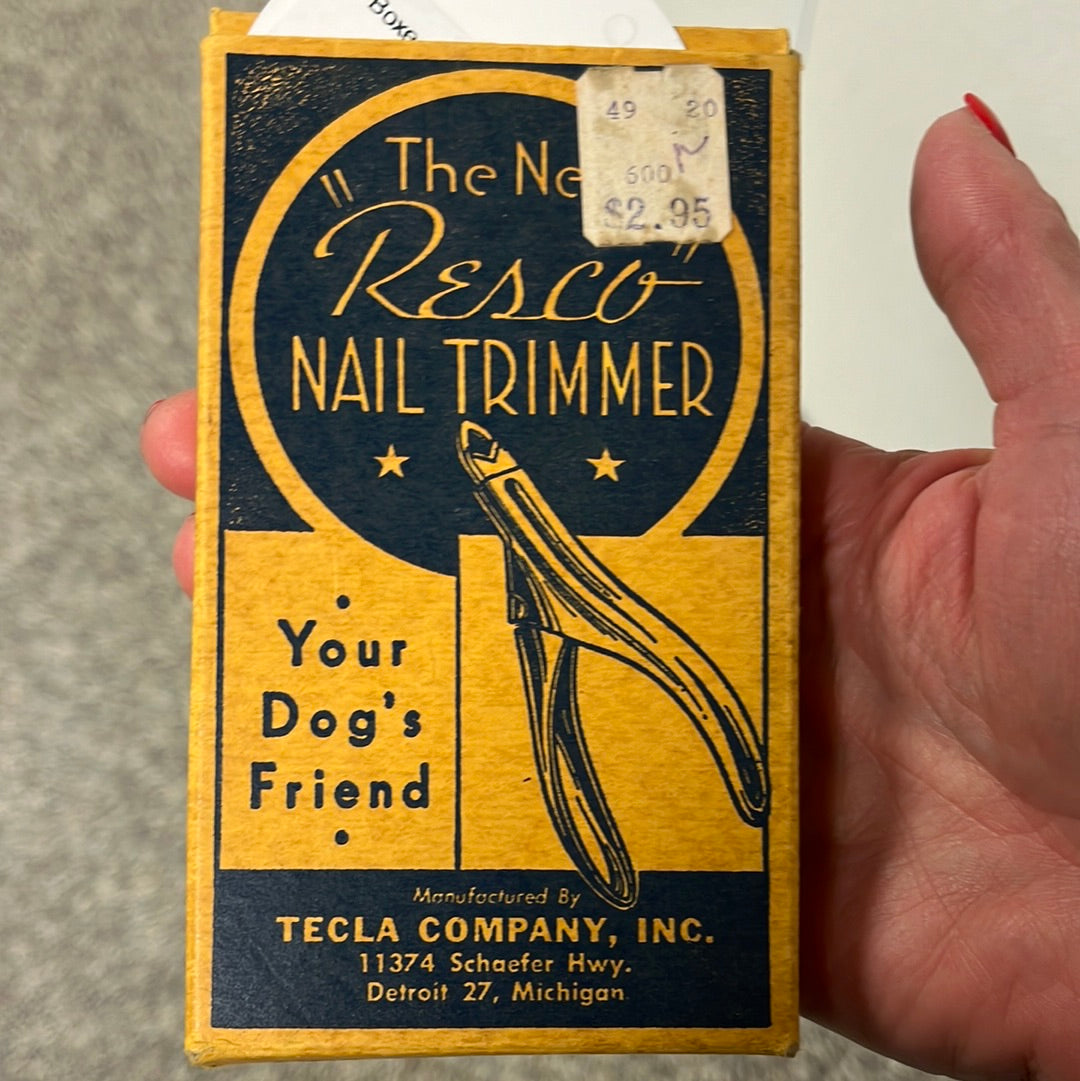 Boxe
The Ne
"Resco"
NAIL TRIMMER
49 20
600
$2.95
Your
Dog's
Friend
Manufactured By
TECLA COMPANY, INC.
11374 Schaefer Hwy.
Detroit 27, Michigan